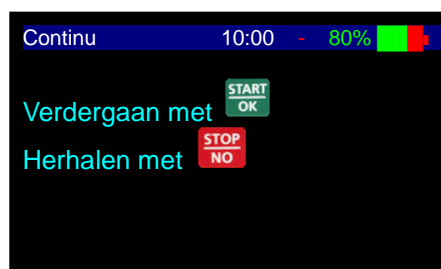 Continu 10:00 - 80%
Verdergaan met START OK
Herhalen met STOP NO